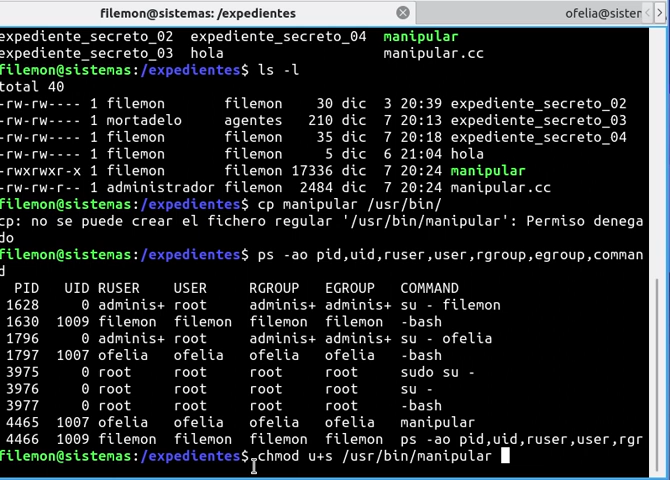 filemon@sistemas: /expedientes
ofelia@sister
expediente_secreto_02 expediente_secreto_04 manipular
expediente_secreto_03 hola manipular.cc
filemon@sistemas:/expedientes$ ls -l
total 40
-rw-rw---- 1 filemon filemon 30 dic 3 20:39 expediente_secreto_02
-rw-rw---- 1 mortadelo agentes 210 dic 7 20:13 expediente_secreto_03
-rw-rw---- 1 filemon filemon 35 dic 7 20:18 expediente_secreto_04
-rw-rw---- 1 filemon filemon 5 dic 6 21:04 hola
-rwxrwxr-x 1 filemon filemon 17336 dic 7 20:24 manipular
-rw-rw-r-- 1 administrador filemon 2484 dic 7 20:24 manipular.cc
filemon@sistemas:/expedientes$ cp manipular /usr/bin/
cp: no se puede crear el fichero regular '/usr/bin/manipular': Permiso denega
do
filemon@sistemas:/expedientes$ ps -ao pid,uid,ruser,user,rgroup,egroup,comman
d
PID UID RUSER USER RGROUP EGROUP COMMAND
1628 0 adminis+ root adminis+ adminis+ su - filemon
1630 1009 filemon filemon filemon filemon -bash
1796 0 adminis+ root adminis+ adminis+ su - ofelia
1797 1007 ofelia ofelia ofelia ofelia -bash
3975 0 root root root root sudo su -
3976 0 root root root root su -
3977 0 root root root root -bash
4465 1007 ofelia ofelia ofelia ofelia manipular
4466 1009 filemon filemon filemon filemon ps -ao pid,uid,ruser,user,rgr
filemon@sistemas:/expedientes$ chmod u+s /usr/bin/manipular